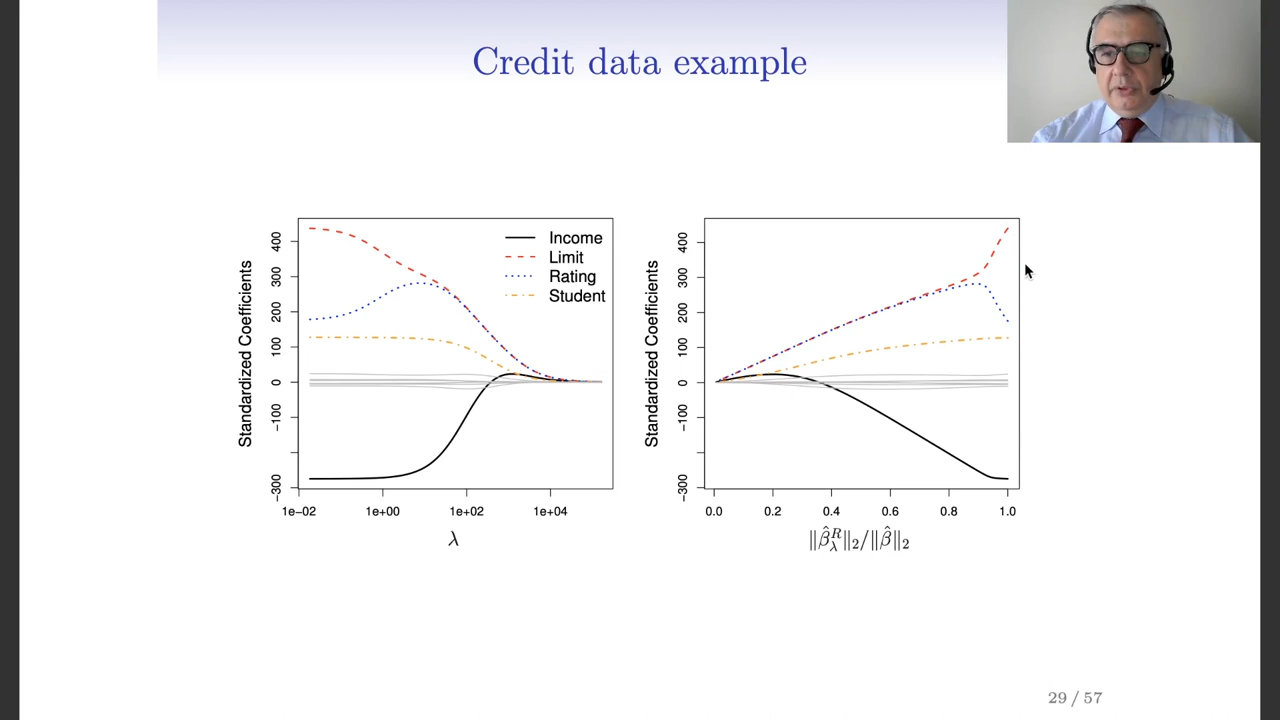 Credit data example
Standardized Coefficients
400
300
200
100
0
−100
−300
Income
Limit
Rating
Student
1e−02 1e+00 1e+02 1e+04
λ
Standardized Coefficients
400
300
200
100
0
−100
−300
0.0 0.2 0.4 0.6 0.8 1.0
‖β̂λᴿ‖₂/‖β̂‖₂
29 / 57